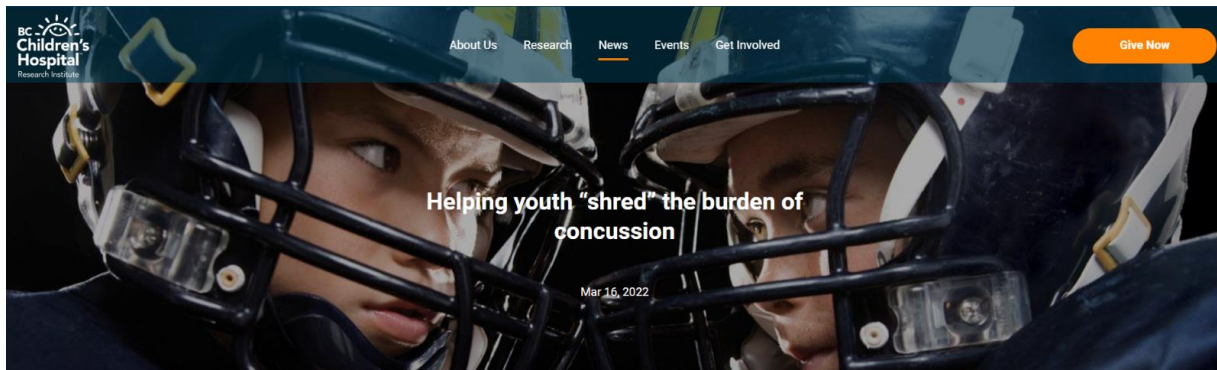 BC
Children's
Hospital
Research Institute
About Us Research News Events Get Involved
Give Now
Helping youth “shred” the burden of
concussion
Mar 16, 2022